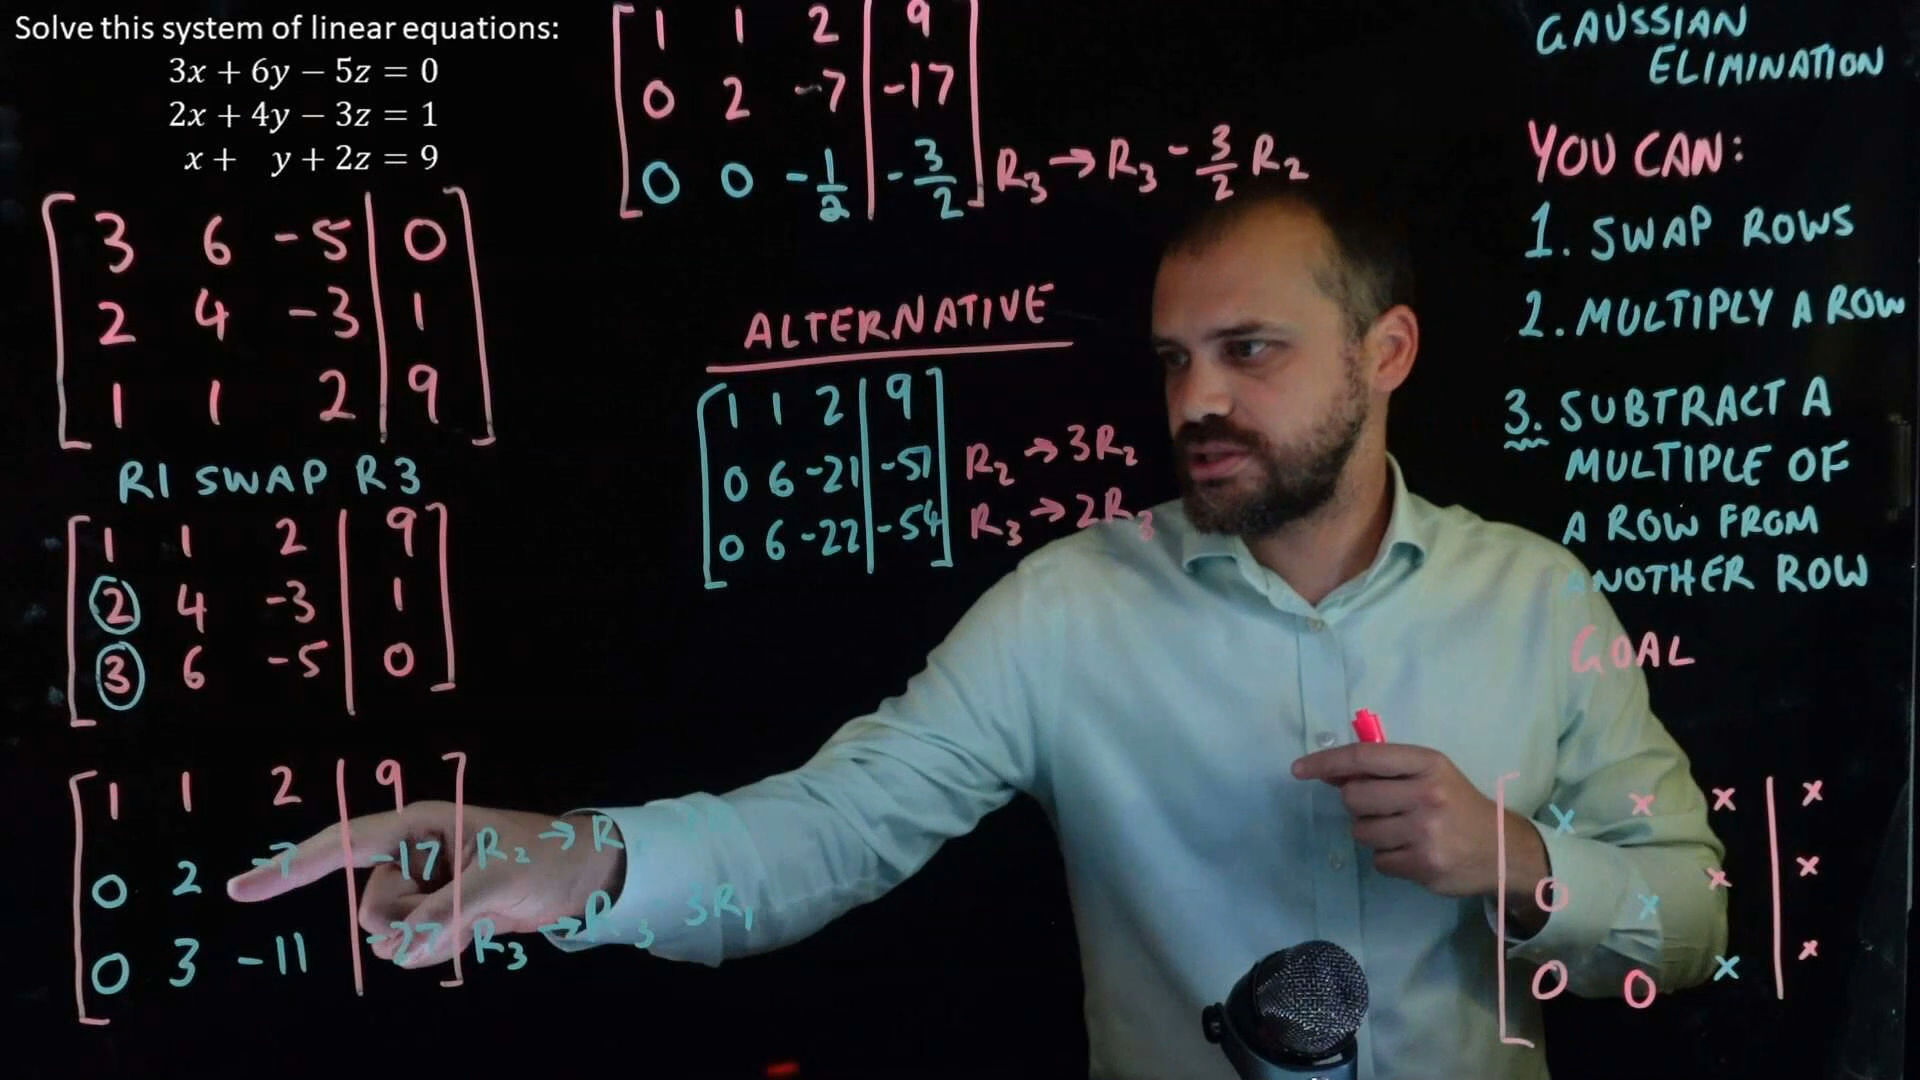 Solve this system of linear equations:
3x + 6y − 5z = 0
2x + 4y − 3z = 1
x + y + 2z = 9
3 6 -5 | 0
2 4 -3 | 1
1 1 2 | 9
R1 SWAP R3
1 1 2 | 9
2 4 -3 | 1
3 6 -5 | 0
1 1 2 | 9
0 2 -7 | -17 R₂ → R
0 3 -11 | -27 R₃ → R₃ 3R₁
1 1 2 | 9
0 2 -7 | -17
0 0 -1/2 | -3/2 R₃ → R₃ - 3/2 R₂
ALTERNATIVE
1 1 2 | 9
0 6 -21 | -51 R₂ → 3R₂
0 6 -22 | -54 R₃ → 2R₃
GAUSSIAN
ELIMINATION
YOU CAN:
1. SWAP ROWS
2. MULTIPLY A ROW
3. SUBTRACT A
MULTIPLE OF
A ROW FROM
ANOTHER ROW
GOAL
x x x | x
0 x x | x
0 0 x | x